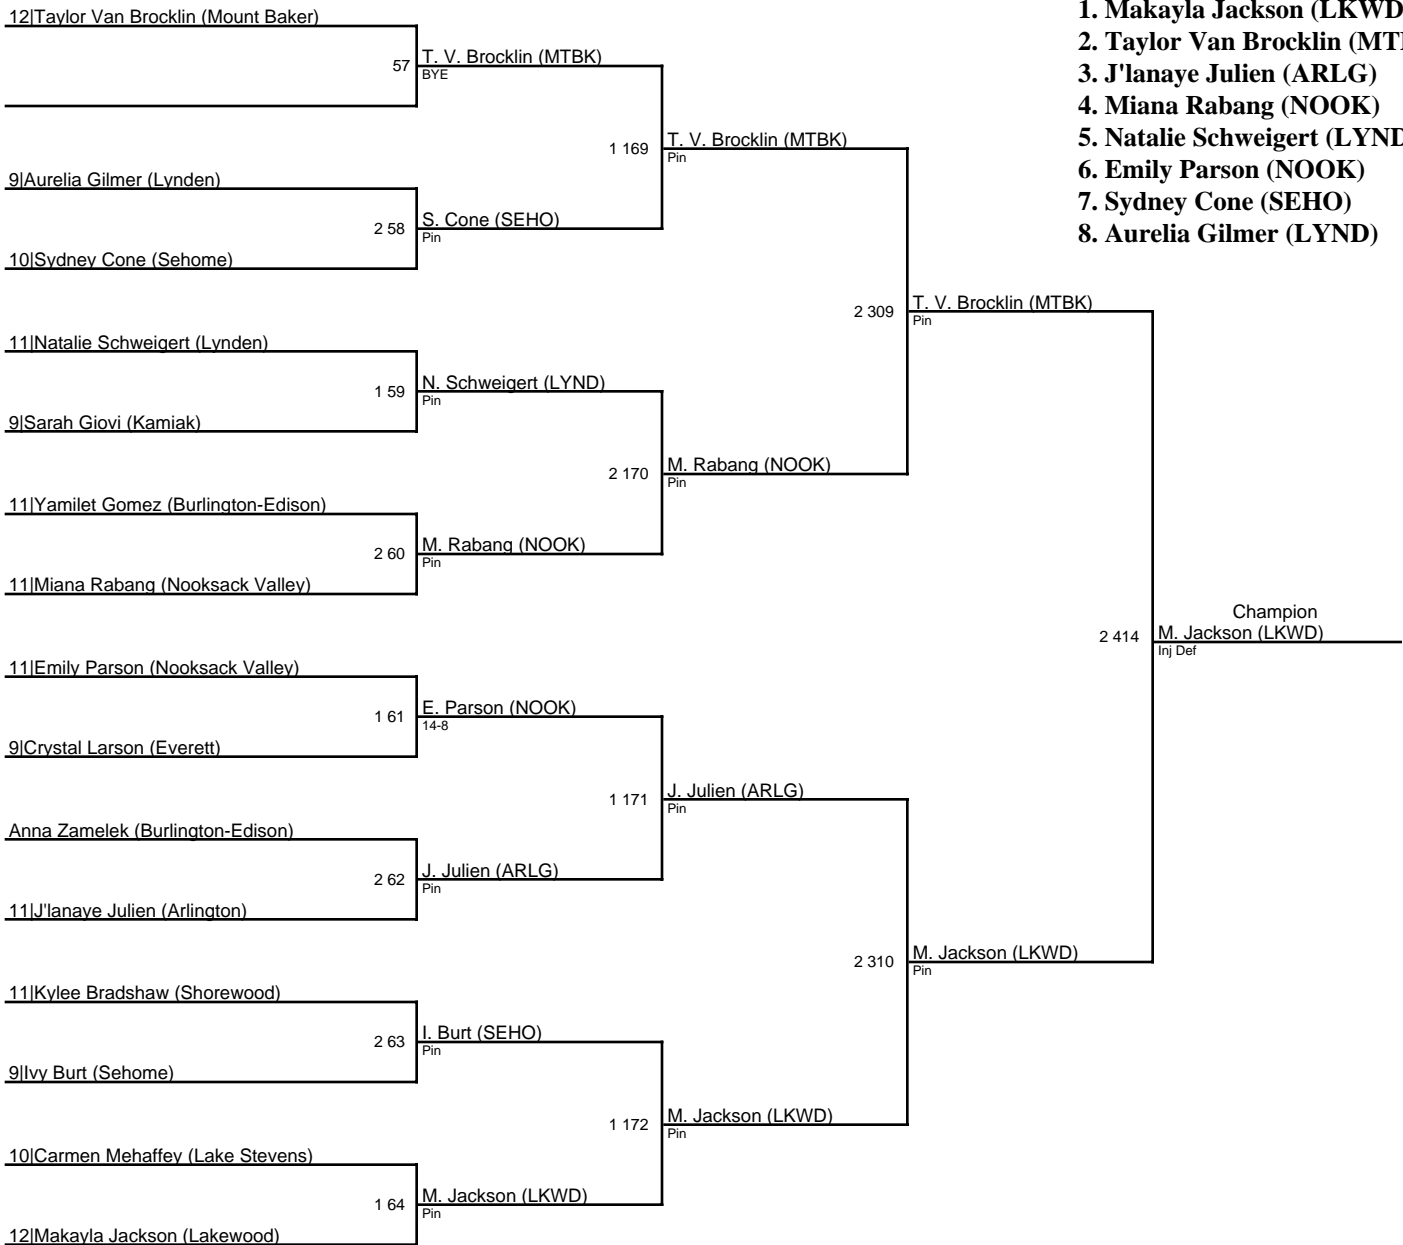 12|Taylor Van Brocklin (Mount Baker)
57
T. V. Brocklin (MTBK)
BYE
9|Aurelia Gilmer (Lynden)
2 58
S. Cone (SEHO)
Pin
10|Sydney Cone (Sehome)
1 169
T. V. Brocklin (MTBK)
Pin
11|Natalie Schweigert (Lynden)
1 59
N. Schweigert (LYND)
Pin
9|Sarah Giovi (Kamiak)
2 170
M. Rabang (NOOK)
Pin
11|Yamilet Gomez (Burlington-Edison)
2 60
M. Rabang (NOOK)
Pin
11|Miana Rabang (Nooksack Valley)
2 309
T. V. Brocklin (MTBK)
Pin
11|Emily Parson (Nooksack Valley)
1 61
E. Parson (NOOK)
14-8
9|Crystal Larson (Everett)
1 171
J. Julien (ARLG)
Pin
Anna Zamelek (Burlington-Edison)
2 62
J. Julien (ARLG)
Pin
11|J'lanaye Julien (Arlington)
2 310
M. Jackson (LKWD)
Pin
11|Kylee Bradshaw (Shorewood)
2 63
I. Burt (SEHO)
Pin
9|Ivy Burt (Sehome)
1 172
M. Jackson (LKWD)
Pin
10|Carmen Mehaffey (Lake Stevens)
1 64
M. Jackson (LKWD)
Pin
12|Makayla Jackson (Lakewood)
2 414
Champion
M. Jackson (LKWD)
Inj Def
1. Makayla Jackson (LKWD
2. Taylor Van Brocklin (MT
3. J'lanaye Julien (ARLG)
4. Miana Rabang (NOOK)
5. Natalie Schweigert (LYND
6. Emily Parson (NOOK)
7. Sydney Cone (SEHO)
8. Aurelia Gilmer (LYND)